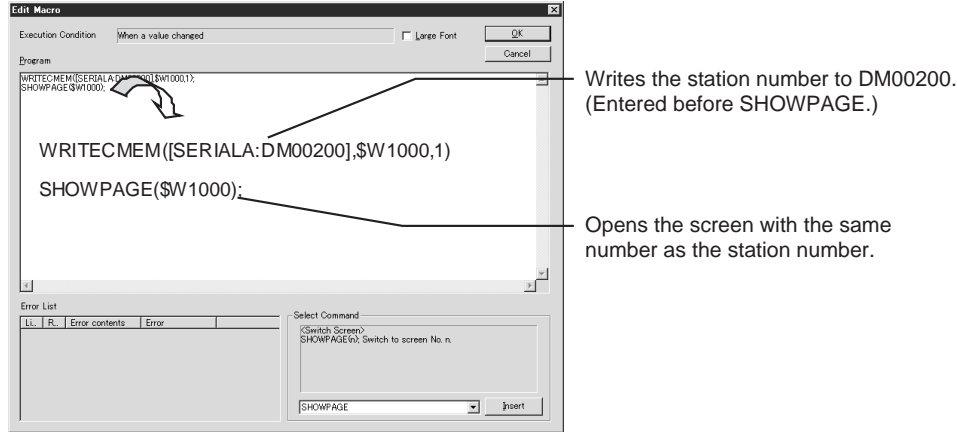 Edit Macro
Execution Condition When a value changed Large Font OK
Cancel
Program
WRITECMEM([SERIALA:DM00200],$W1000,1);
SHOWPAGE($W1000);
Writes the station number to DM00200.
(Entered before SHOWPAGE.)
WRITECMEM([SERIALA:DM00200],$W1000,1)
SHOWPAGE($W1000);
Opens the screen with the same
number as the station number.
Error List
Li.. R.. Error contents Error
Select Command
<Switch Screen>
SHOWPAGE(n); Switch to screen No. n.
SHOWPAGE Insert